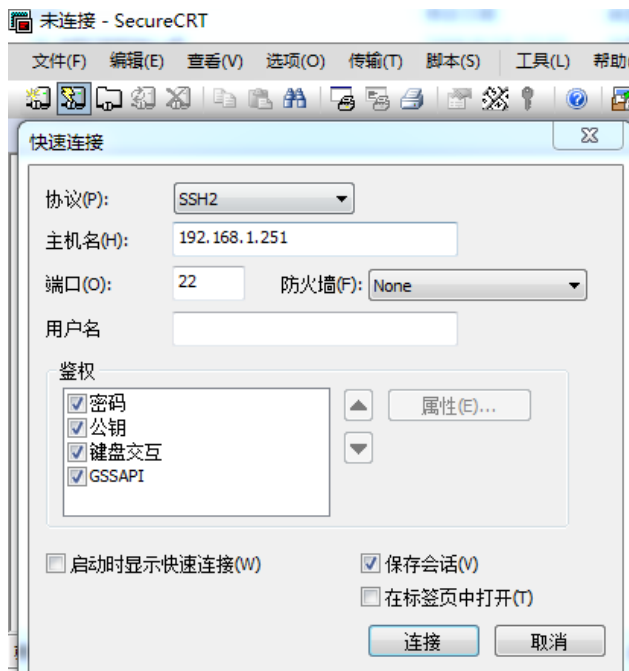 未连接 - SecureCRT
文件(F) 编辑(E) 查看(V) 选项(O) 传输(T) 脚本(S) 工具(L) 帮助
快速连接
协议(P): SSH2
主机名(H): 192.168.1.251
端口(O): 22 防火墙(F): None
用户名
鉴权
密码 属性(E)...
公钥
键盘交互
GSSAPI
启动时显示快速连接(W) 保存会话(V)
在标签页中打开(T)
连接 取消